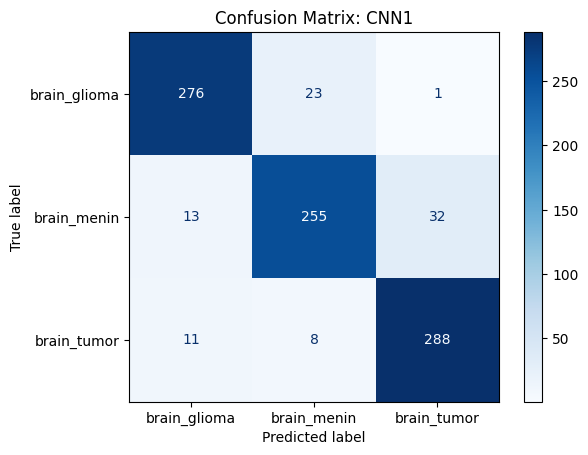 Confusion Matrix: CNN1
brain_glioma 276 23 1
brain_menin 13 255 32
brain_tumor 11 8 288
brain_glioma brain_menin brain_tumor
Predicted label
True label
250
200
150
100
50